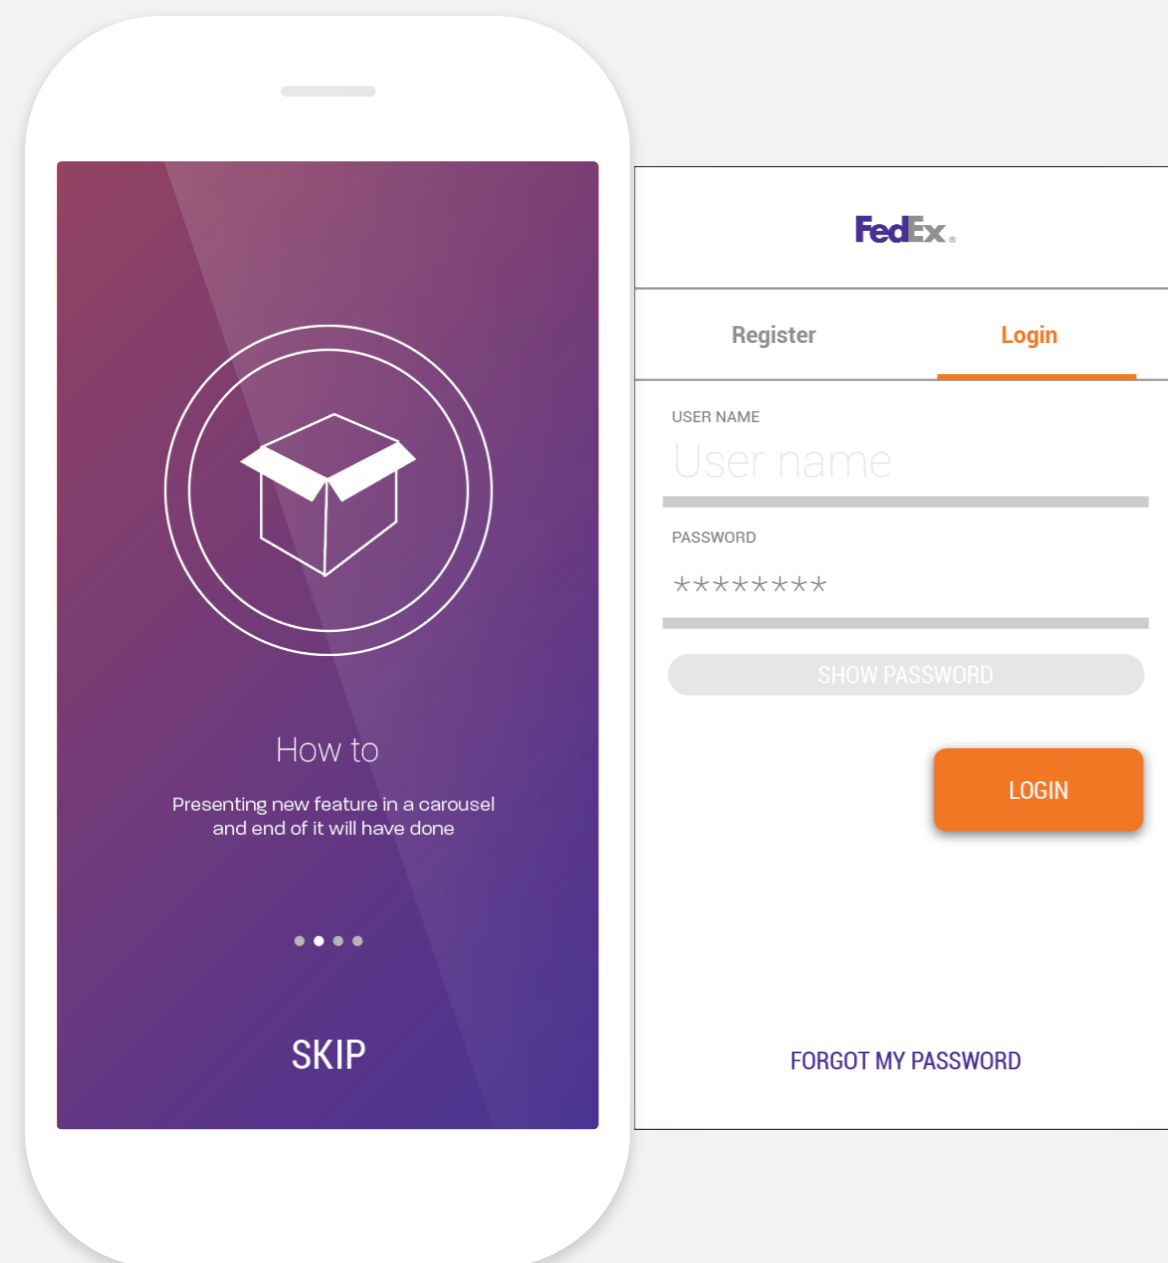 How to
Presenting new feature in a carousel
and end of it will have done
SKIP
FedEx®
Register
Login
USER NAME
User name
PASSWORD
********
SHOW PASSWORD
LOGIN
FORGOT MY PASSWORD